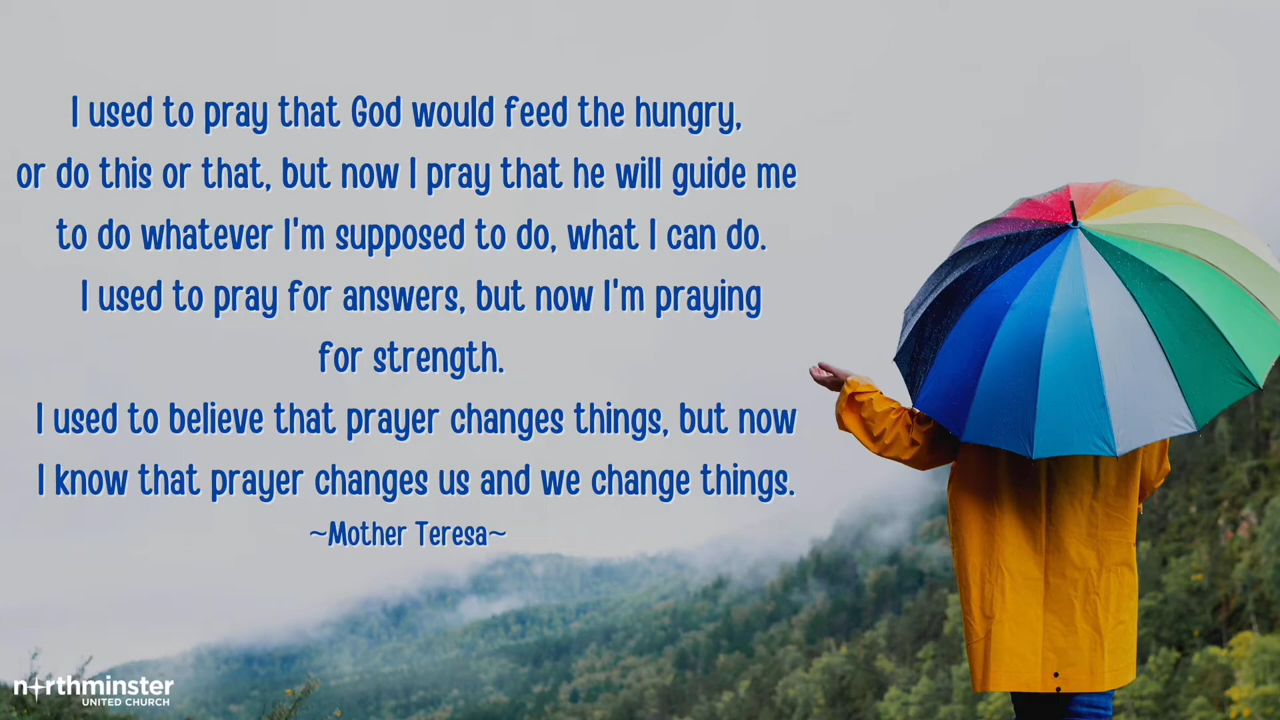 I used to pray that God would feed the hungry,
or do this or that, but now I pray that he will guide me
to do whatever I'm supposed to do, what I can do.
I used to pray for answers, but now I'm praying
for strength.
I used to believe that prayer changes things, but now
I know that prayer changes us and we change things.
~Mother Teresa~
northminster
UNITED CHURCH